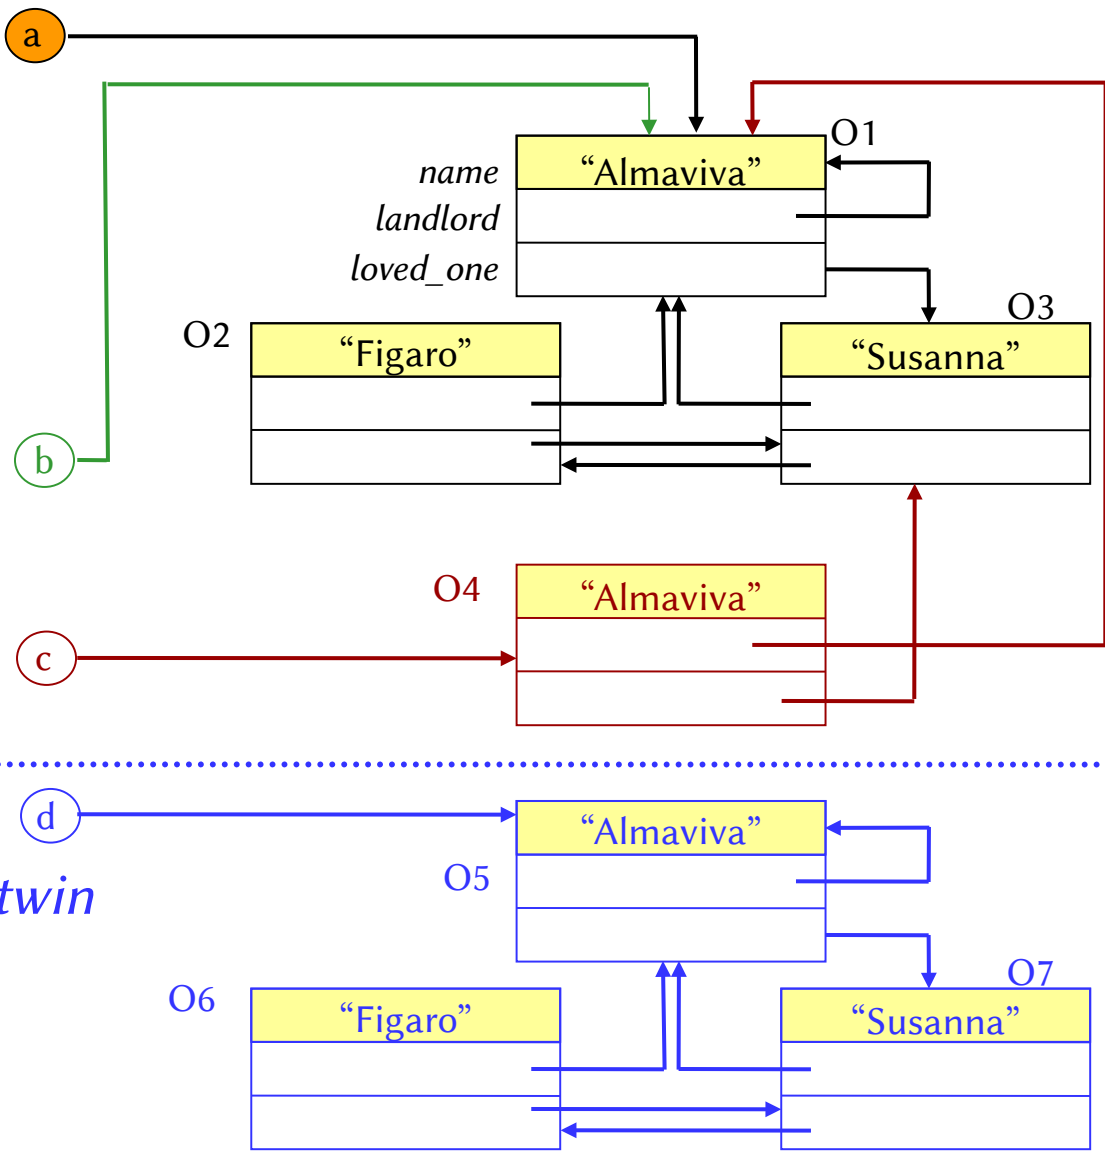 a
O1
name “Almaviva”
landlord
loved_one
O2
O3
“Figaro”
“Susanna”
b
O4
“Almaviva”
c
d
“Almaviva”
O5
twin
O6
O7
“Figaro”
“Susanna”